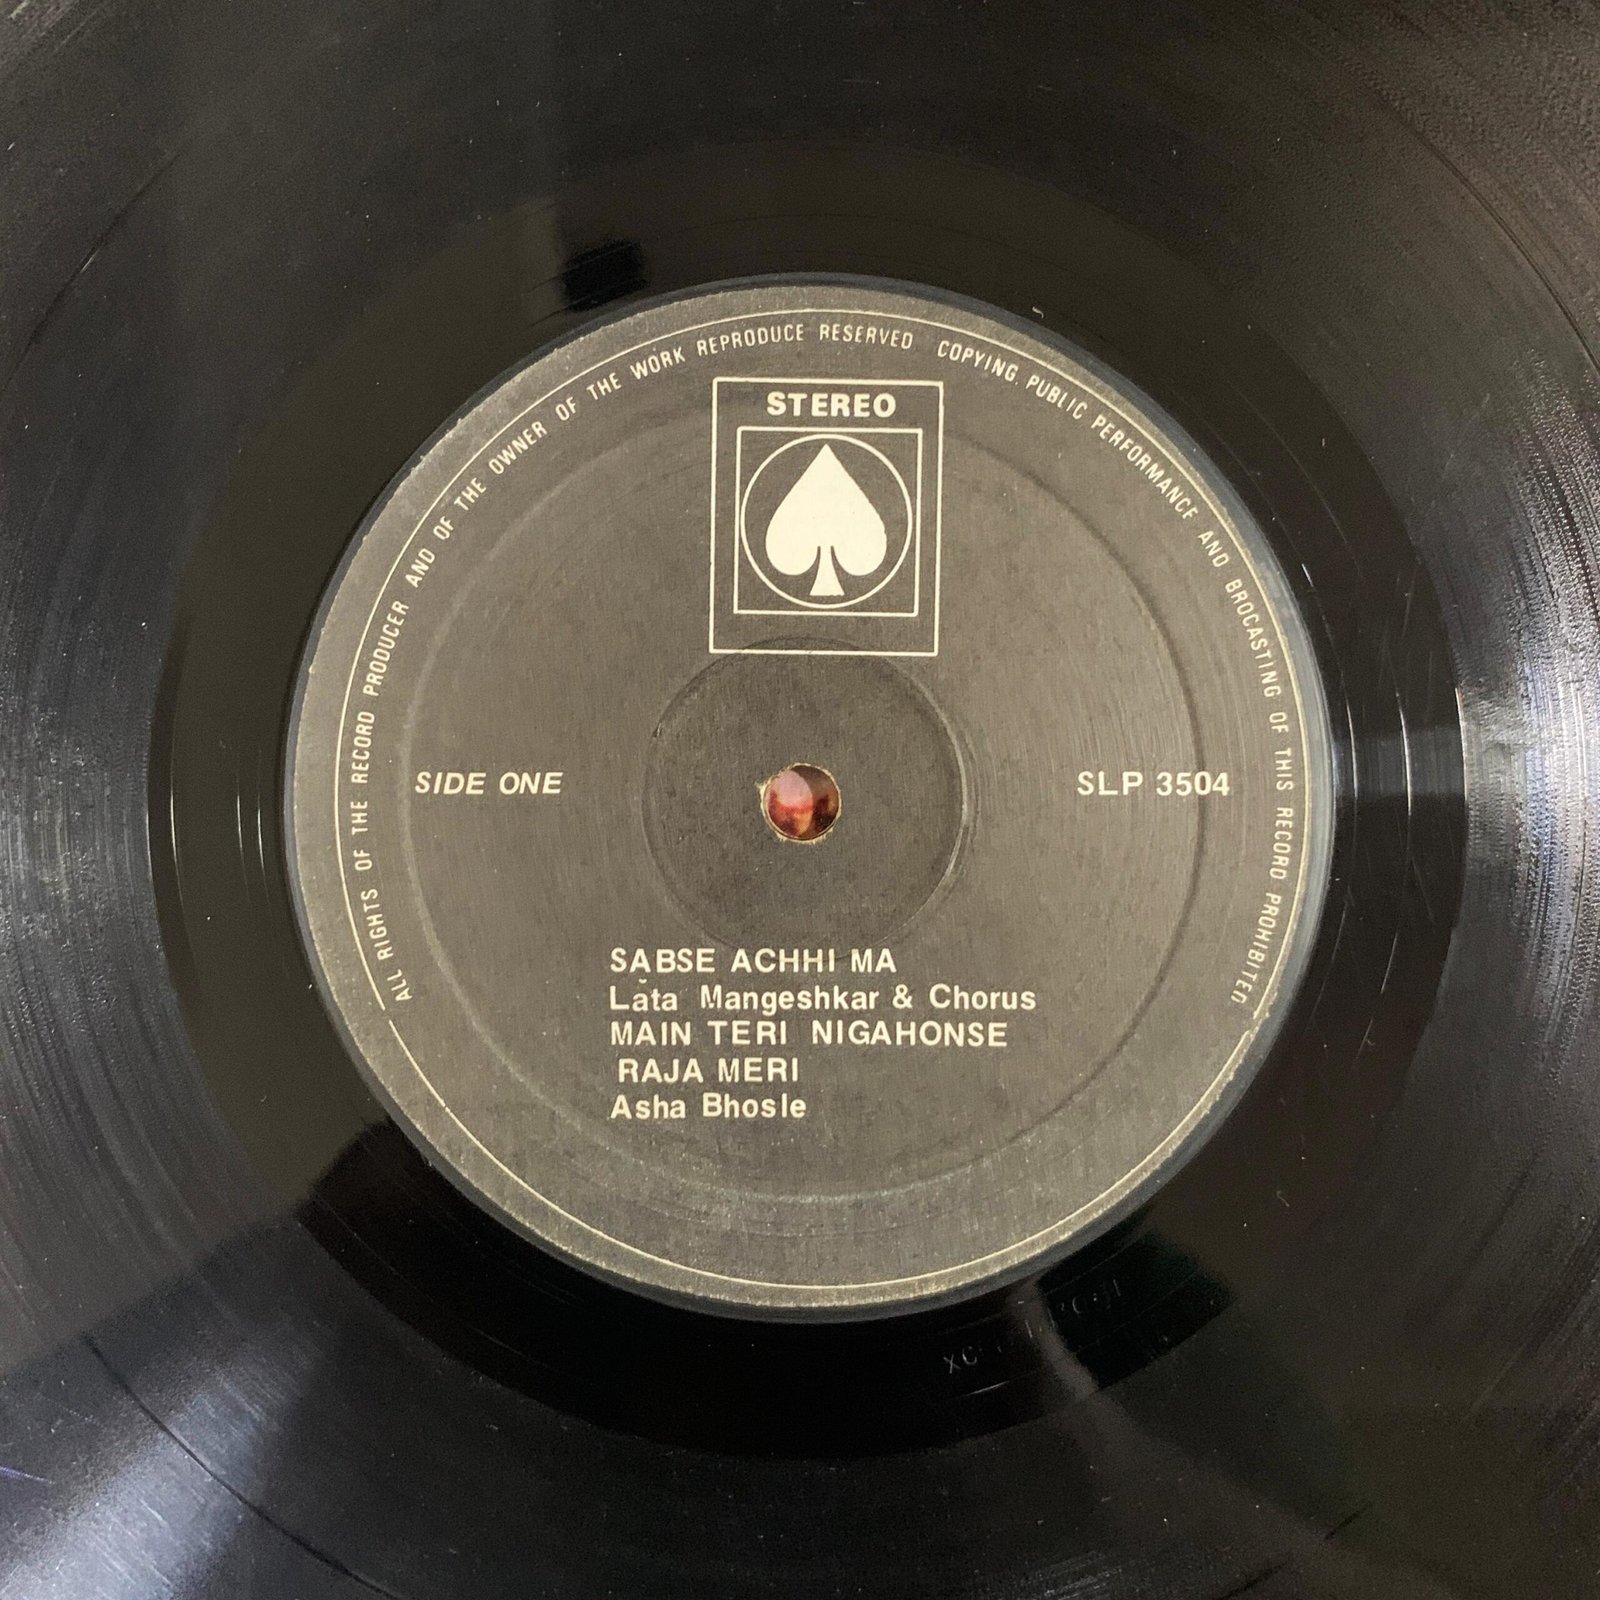 ALL RIGHTS OF THE RECORD PRODUCER AND OF THE OWNER OF THE WORK REPRODUCE RESERVED COPYING. PUBLIC PERFORMANCE AND BROCASTING OF THIS RECORD PROHIBITED
STEREO
SIDE ONE
SLP 3504
SABSE ACHHI MA
Lata Mangeshkar & Chorus
MAIN TERI NIGAHONSE
RAJA MERI
Asha Bhosle